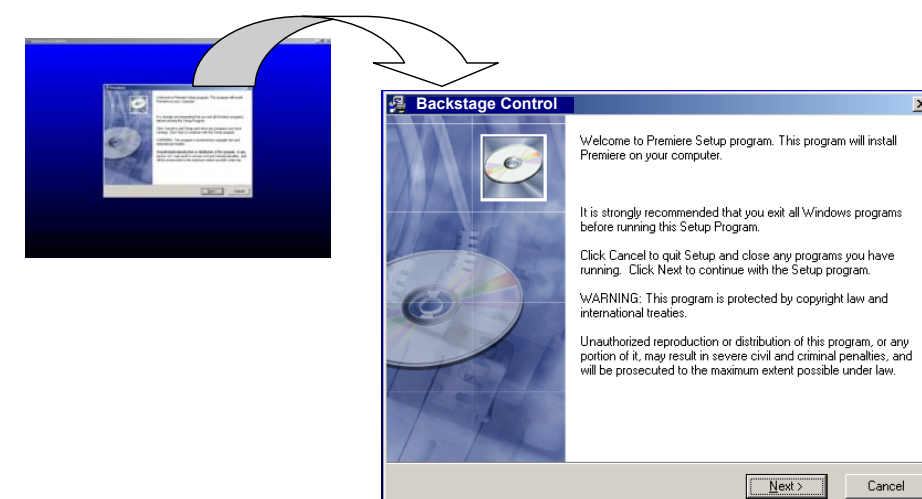 Backstage Control
Welcome to Premiere Setup program. This program will install
Premiere on your computer.
It is strongly recommended that you exit all Windows programs
before running this Setup Program.
Click Cancel to quit Setup and close any programs you have
running. Click Next to continue with the Setup program.
WARNING: This program is protected by copyright law and
international treaties.
Unauthorized reproduction or distribution of this program, or any
portion of it, may result in severe civil and criminal penalties, and
will be prosecuted to the maximum extent possible under law.
Next >
Cancel